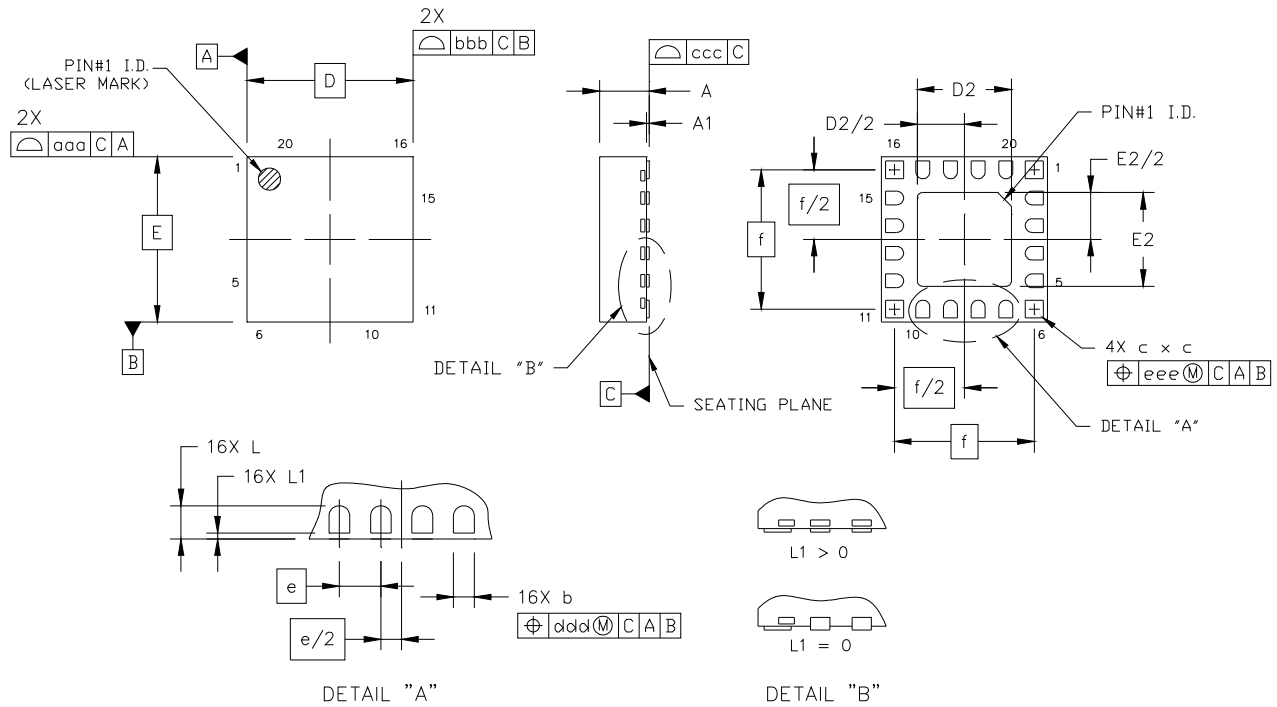 2X
bbb C B
A
D
PIN#1 I.D.
(LASER MARK)
2X
aaa C A
20
16
1
15
E
5
11
6
10
B
ccc C
A
A1
DETAIL "B"
C
SEATING PLANE
D2
D2/2
PIN#1 I.D.
16
20
E2/2
1
15
f/2
f
E2
5
11
10
6
4X c x c
eee Ⓜ C A B
f/2
DETAIL "A"
f
16X L
16X L1
e
16X b
ddd Ⓜ C A B
e/2
DETAIL "A"
L1 > 0
L1 = 0
DETAIL "B"